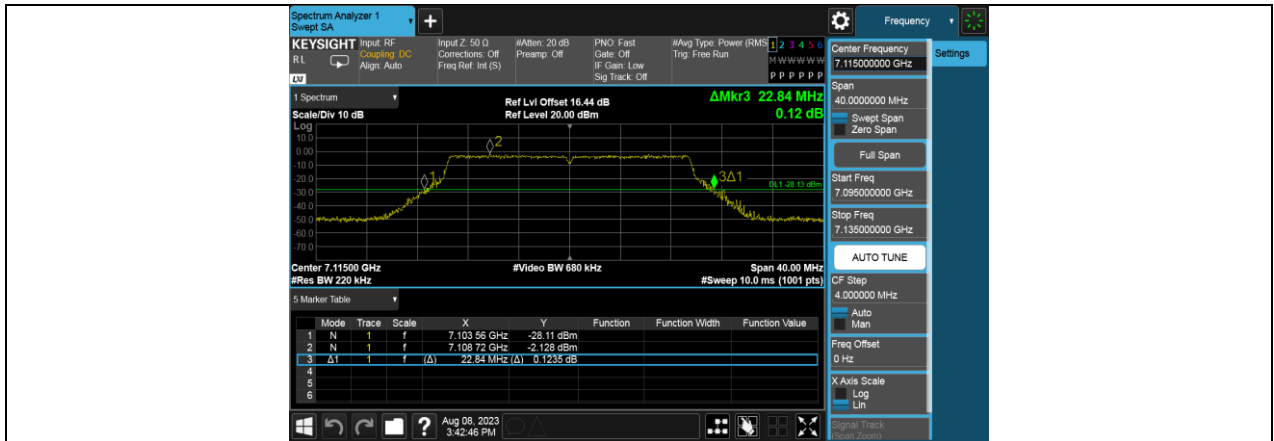 Spectrum Analyzer 1
Swept SA
Frequency
KEYSIGHT
RL
LXI
Input: RF
Coupling: DC
Align: Auto
Input Z: 50 Ω
Corrections: Off
Freq Ref: Int (S)
#Atten: 20 dB
Preamp: Off
PNO: Fast
Gate: Off
IF Gain: Low
Sig Track: Off
#Avg Type: Power (RMS
Trig: Free Run
1 2 3 4 5 6
M W W W W W
P P P P P P
1 Spectrum
Scale/Div 10 dB
Ref Lvl Offset 16.44 dB
Ref Level 20.00 dBm
ΔMkr3 22.84 MHz
0.12 dB
Log
10.0
0.00
-10.0
-20.0
-30.0
-40.0
-50.0
-60.0
-70.0
1
2
3Δ1
DL1 -28.13 dBm
Center 7.11500 GHz
#Res BW 220 kHz
#Video BW 680 kHz
Span 40.00 MHz
#Sweep 10.0 ms (1001 pts)
5 Marker Table
Mode Trace Scale X Y Function Function Width Function Value
1 N 1 f 7.103 56 GHz -28.11 dBm
2 N 1 f 7.108 72 GHz -2.128 dBm
3 Δ1 1 f (Δ) 22.84 MHz (Δ) 0.1235 dB
4
5
6
?
Aug 08, 2023
3:42:46 PM
Center Frequency
7.115000000 GHz
Settings
Span
40.0000000 MHz
Swept Span
Zero Span
Full Span
Start Freq
7.095000000 GHz
Stop Freq
7.135000000 GHz
AUTO TUNE
CF Step
4.000000 MHz
Auto
Man
Freq Offset
0 Hz
X Axis Scale
Log
Lin
Signal Track
(Span Zoom)